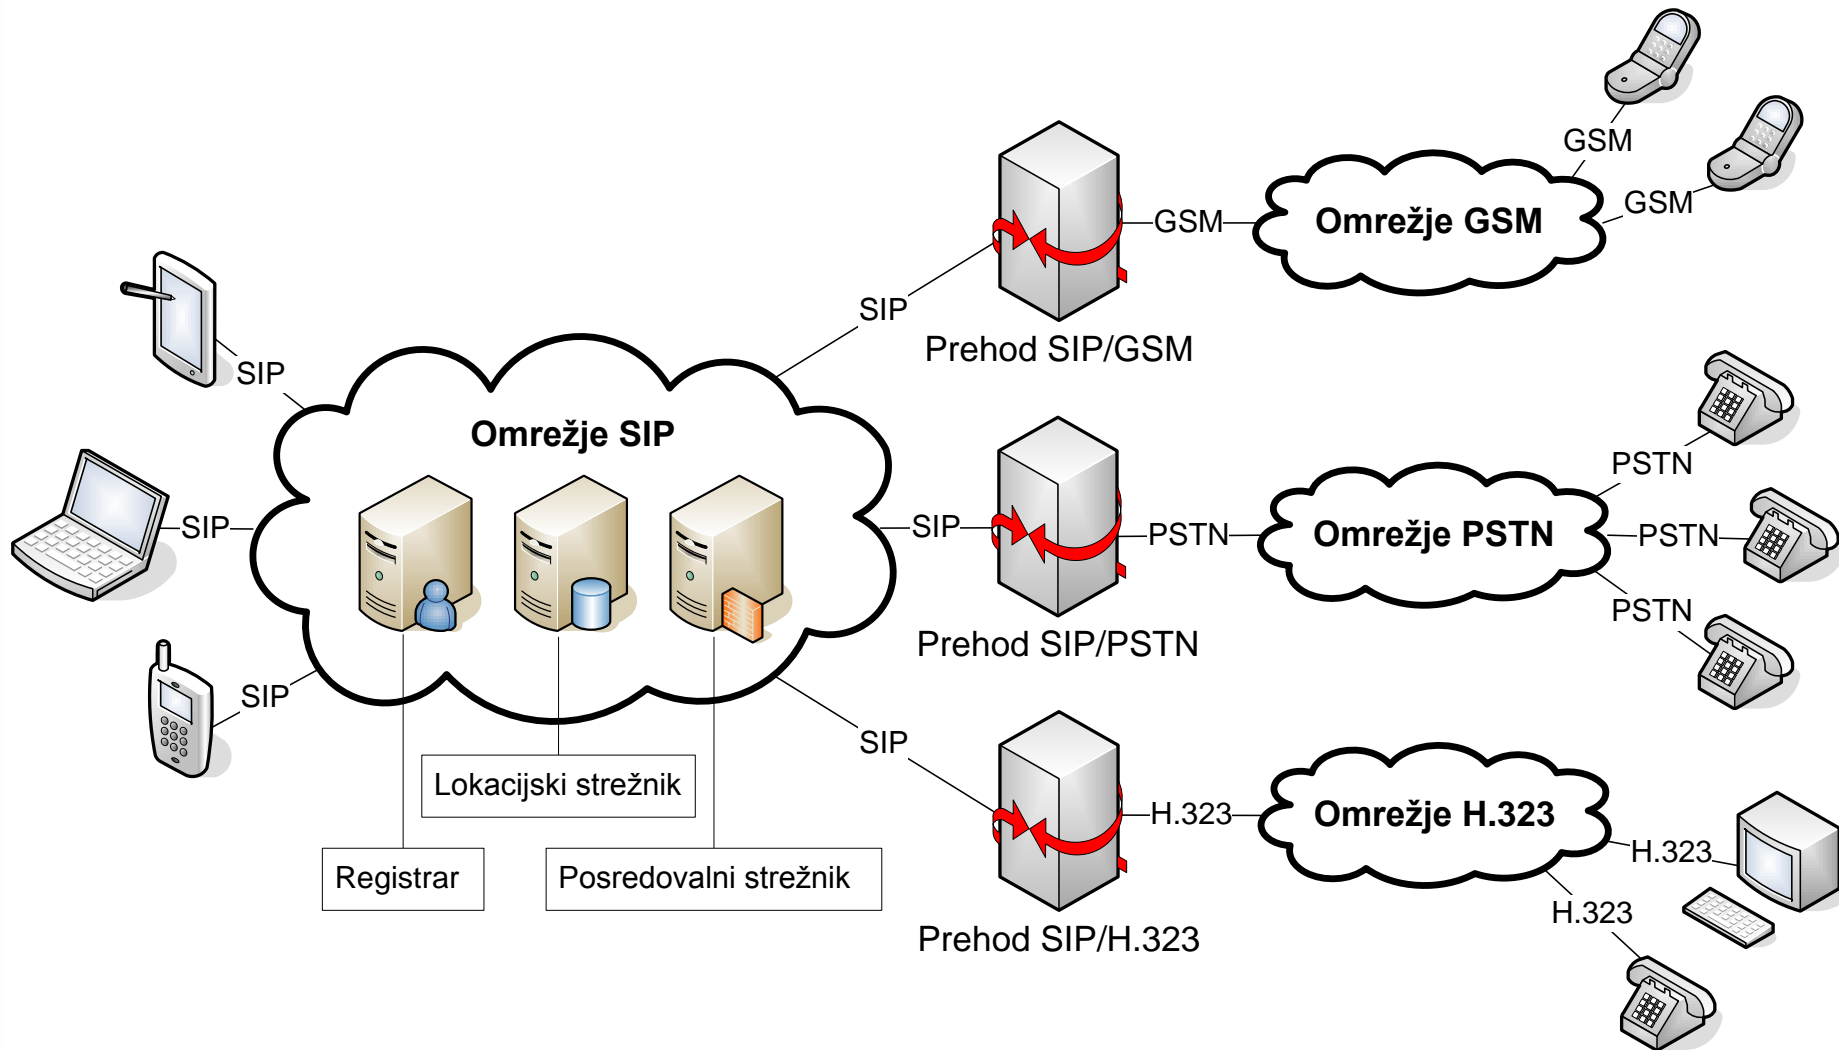 GSM
GSM
GSM
Omrežje GSM
SIP
Prehod SIP/GSM
SIP
Omrežje SIP
SIP
SIP
PSTN
Omrežje PSTN
PSTN
PSTN
PSTN
Prehod SIP/PSTN
SIP
SIP
Lokacijski strežnik
Registrar
Posredovalni strežnik
H.323
Omrežje H.323
H.323
H.323
Prehod SIP/H.323